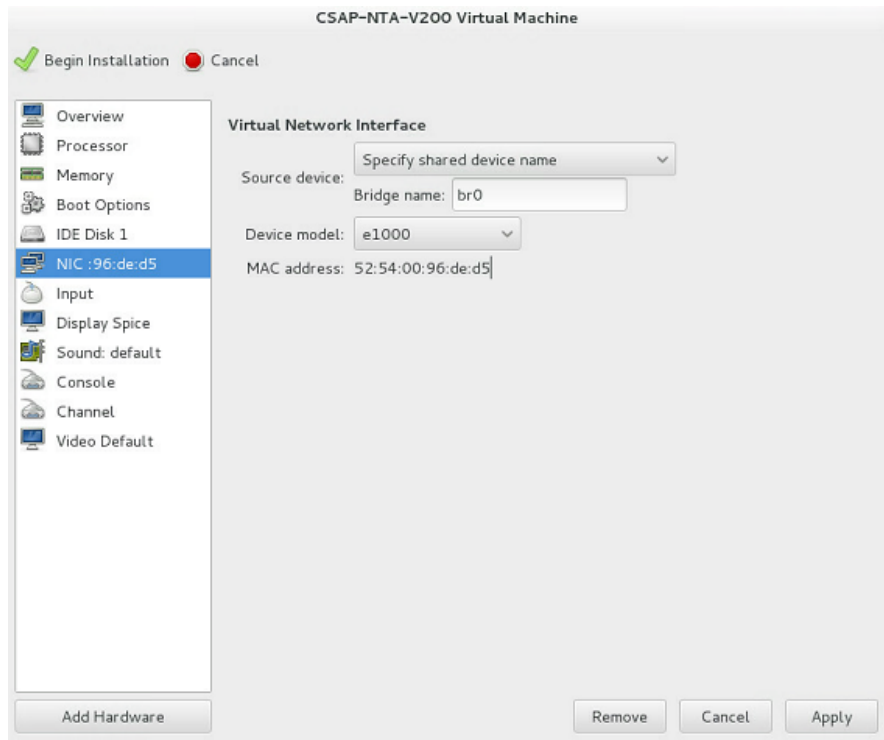 CSAP-NTA-V200 Virtual Machine
Begin Installation
Cancel
Overview
Processor
Memory
Boot Options
IDE Disk 1
NIC :96:de:d5
Input
Display Spice
Sound: default
Console
Channel
Video Default
Add Hardware
Virtual Network Interface
Source device: Specify shared device name
Bridge name: br0
Device model: e1000
MAC address: 52:54:00:96:de:d5
Remove
Cancel
Apply